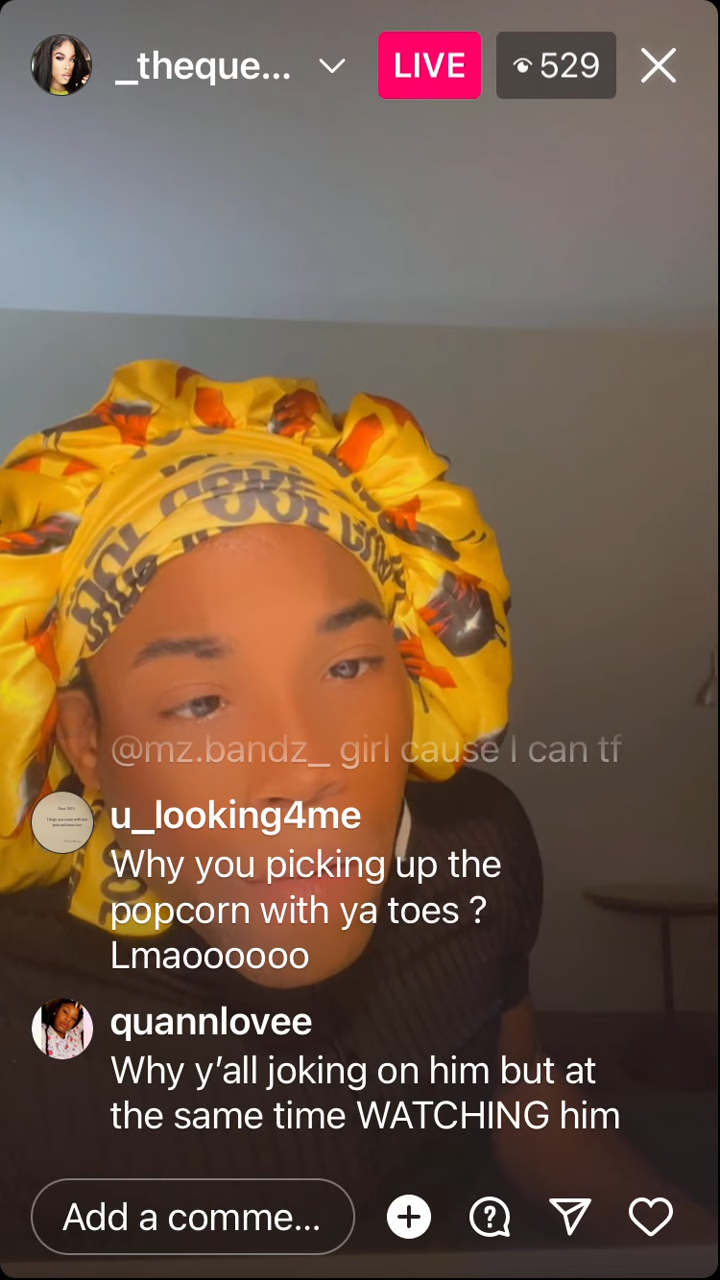 _theque...
LIVE
529
@mz.bandz_ girl cause I can tf
u_looking4me
Why you picking up the
popcorn with ya toes ?
Lmaoooooo
quannlovee
Why y’all joking on him but at
the same time WATCHING him
Add a comme...